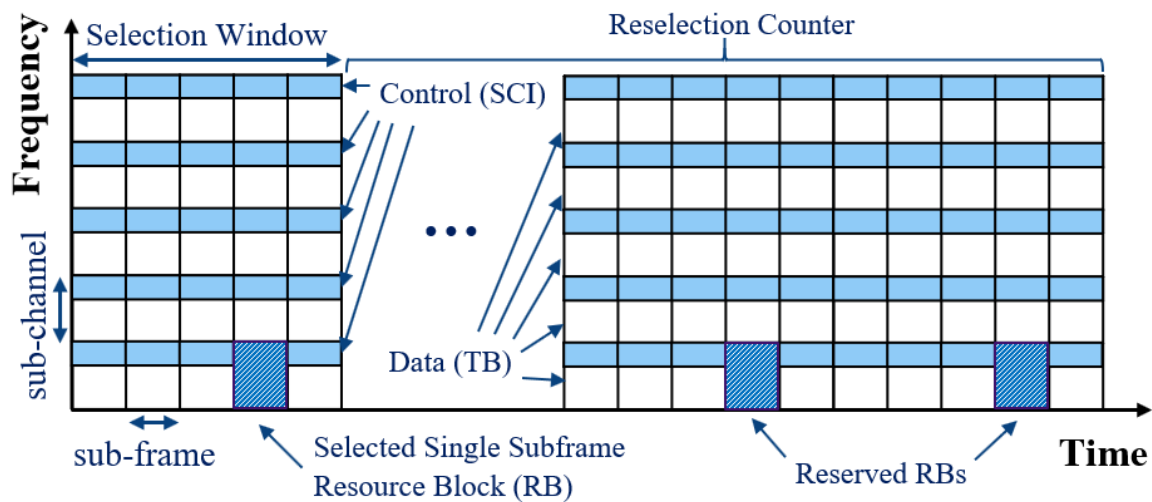 Selection Window
Reselection Counter
Frequency
Control (SCI)
...
sub-channel
Data (TB)
sub-frame
Selected Single Subframe
Resource Block (RB)
Reserved RBs
Time